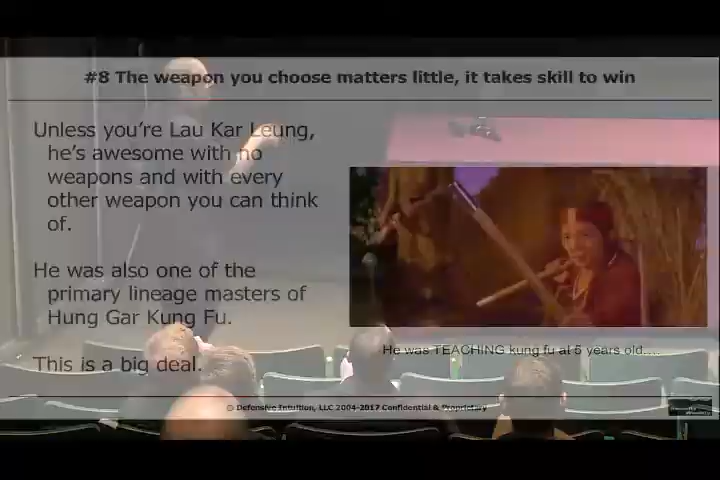 #8 The weapon you choose matters little, it takes skill to win
Unless you're Lau Kar Leung,
he's awesome with no
weapons and with every
other weapon you can think
of.
He was also one of the
primary lineage masters of
Hung Gar Kung Fu.
This is a big deal.
He was TEACHING kung fu at 5 years old....
© Defensive Intuition, LLC 2004-2017 Confidential & Proprietary